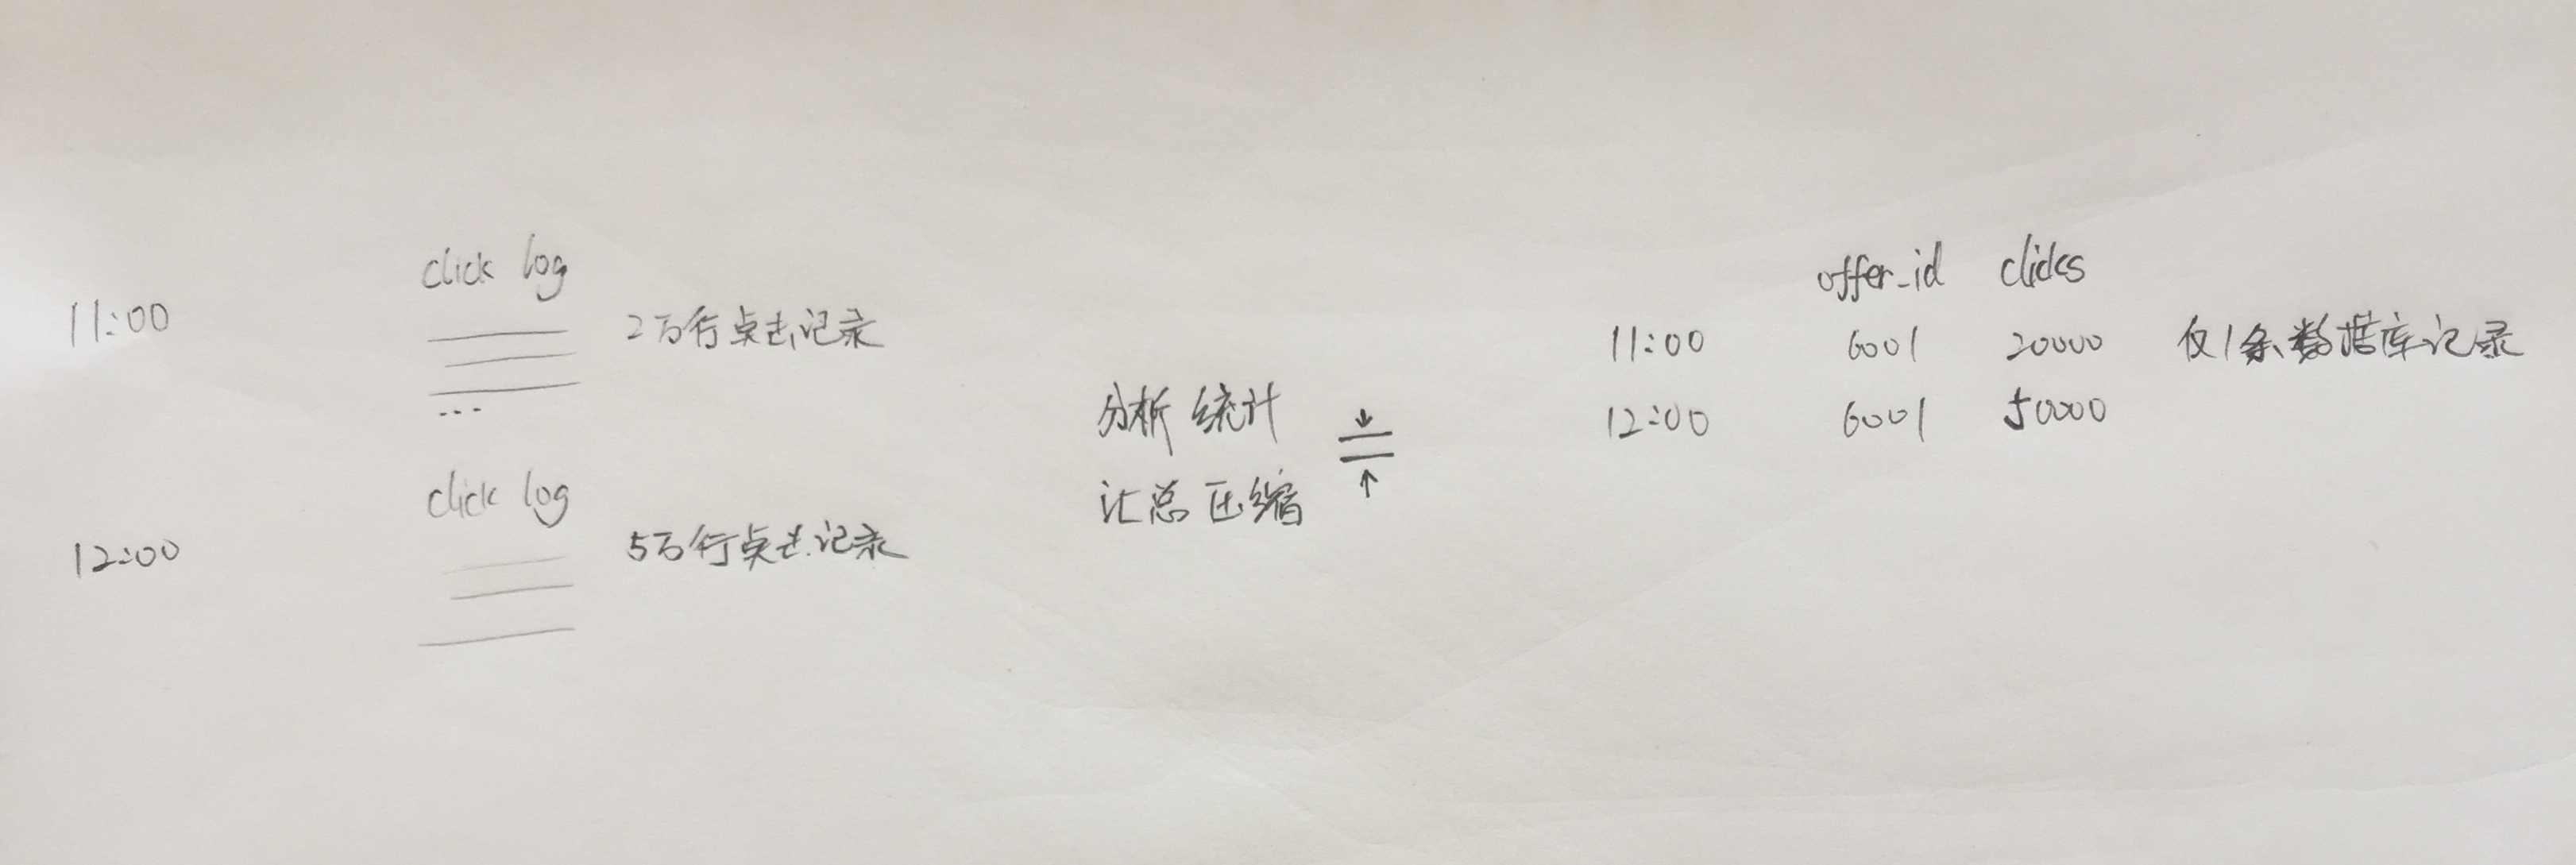 click log
11:00 2万行点击记录
...
click log
12:00 5万行点击记录
分析 统计
汇总 压缩
offer_id clicks
11:00 6001 20000 仅1条数据库记录
12:00 6001 50000